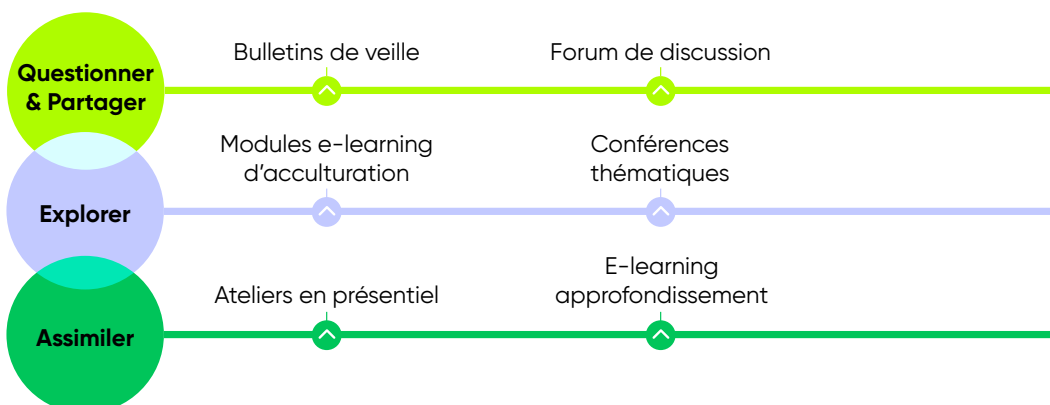 Questionner
& Partager
Bulletins de veille
Forum de discussion
Explorer
Modules e-learning
d’acculturation
Conférences
thématiques
Assimiler
Ateliers en présentiel
E-learning
approfondissement